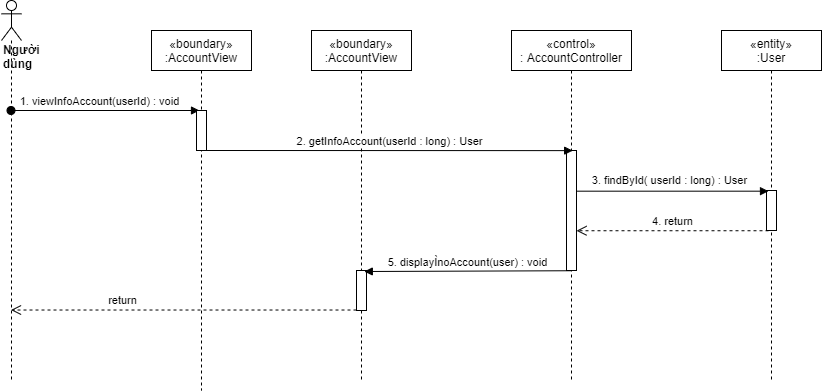 Người
dùng
«boundary»
:AccountView
«boundary»
:AccountView
«control»
: AccountController
«entity»
:User
1. viewInfoAccount(userId) : void
2. getInfoAccount(userId : long) : User
3. findById( userId : long) : User
4. return
5. displayÌnoAccount(user) : void
return